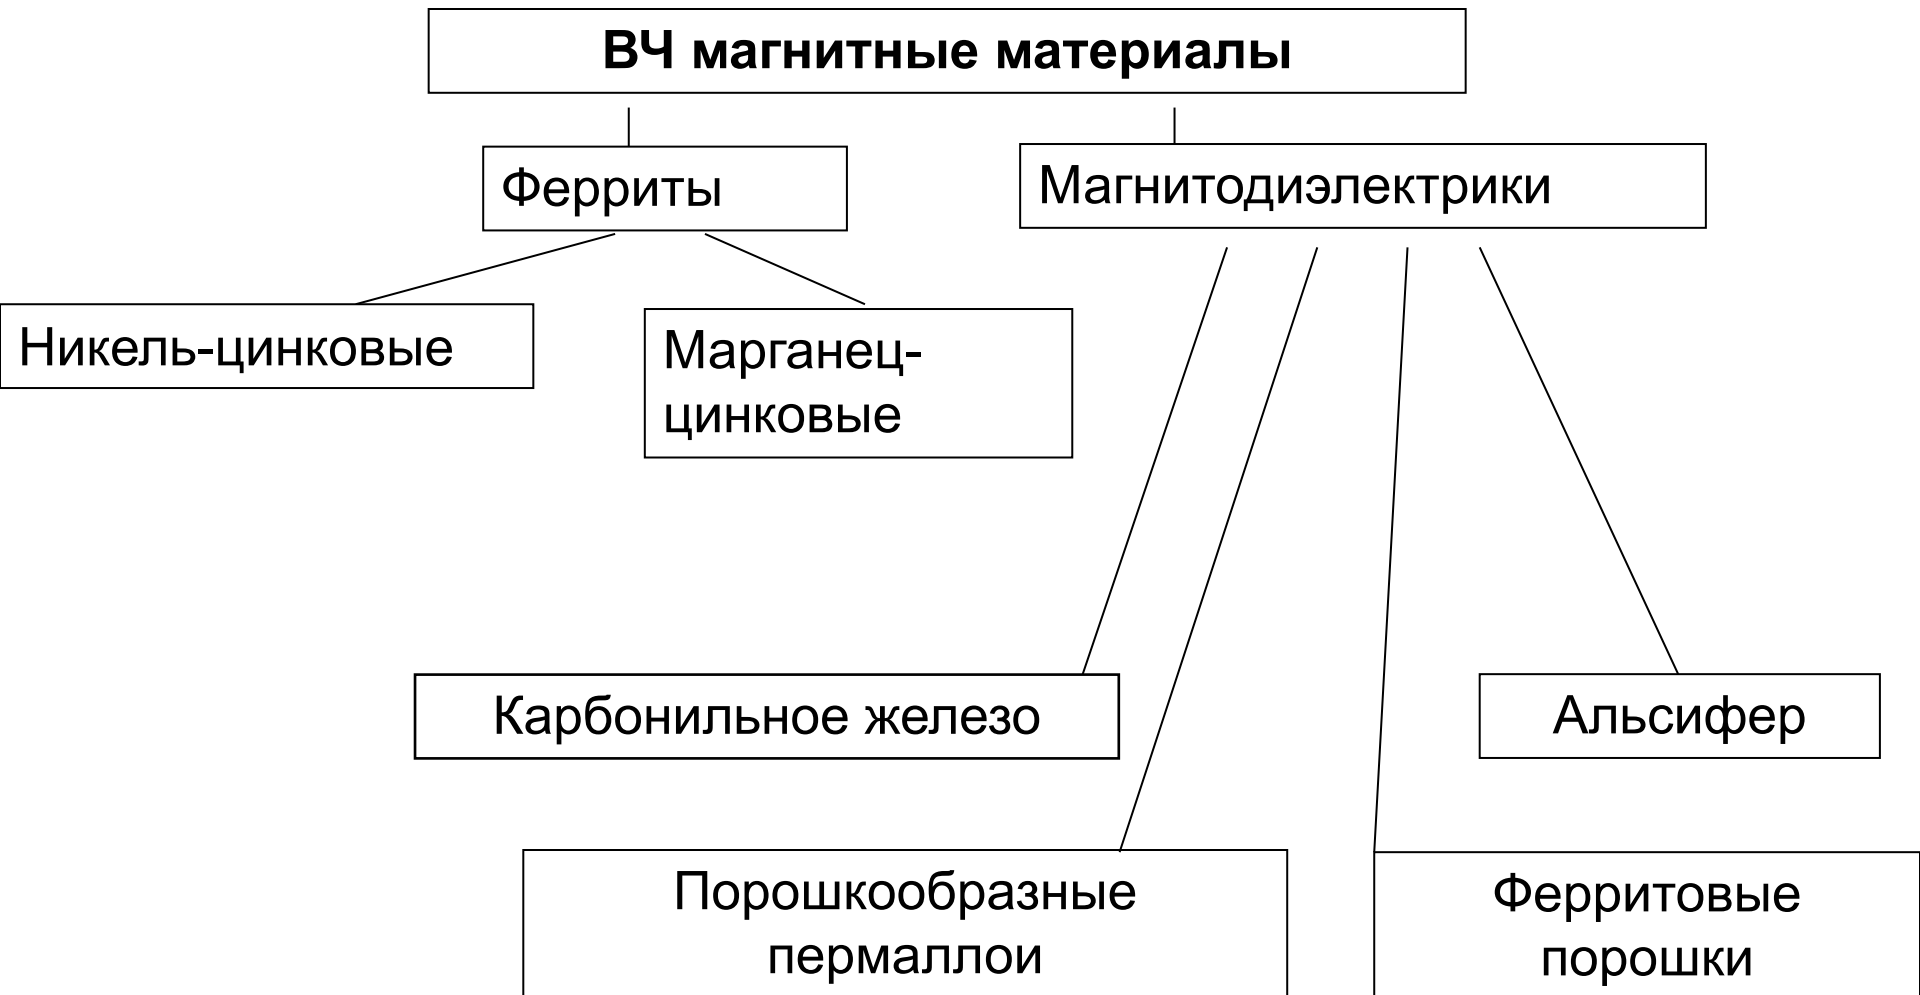 ВЧ магнитные материалы
Ферриты
Магнитодиэлектрики
Никель-цинковые
Марганец-
цинковые
Карбонильное железо
Альсифер
Порошкообразные
пермаллои
Ферритовые
порошки